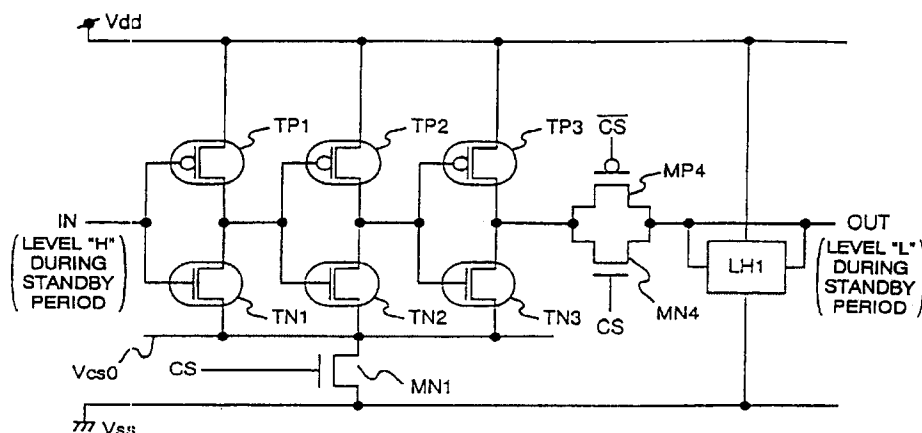 Vdd
TP1
TP2
TP3
C̅S̅
MP4
IN
(LEVEL "H"
DURING
STANDBY
PERIOD)
OUT
(LEVEL "L"
DURING
STANDBY
PERIOD)
LH1
TN1
TN2
TN3
CS
MN4
Vcs0
CS
MN1
Vss